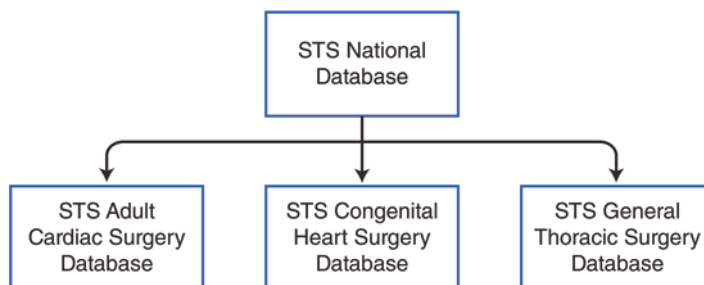 STS National
Database
STS Adult
Cardiac Surgery
Database
STS Congenital
Heart Surgery
Database
STS General
Thoracic Surgery
Database